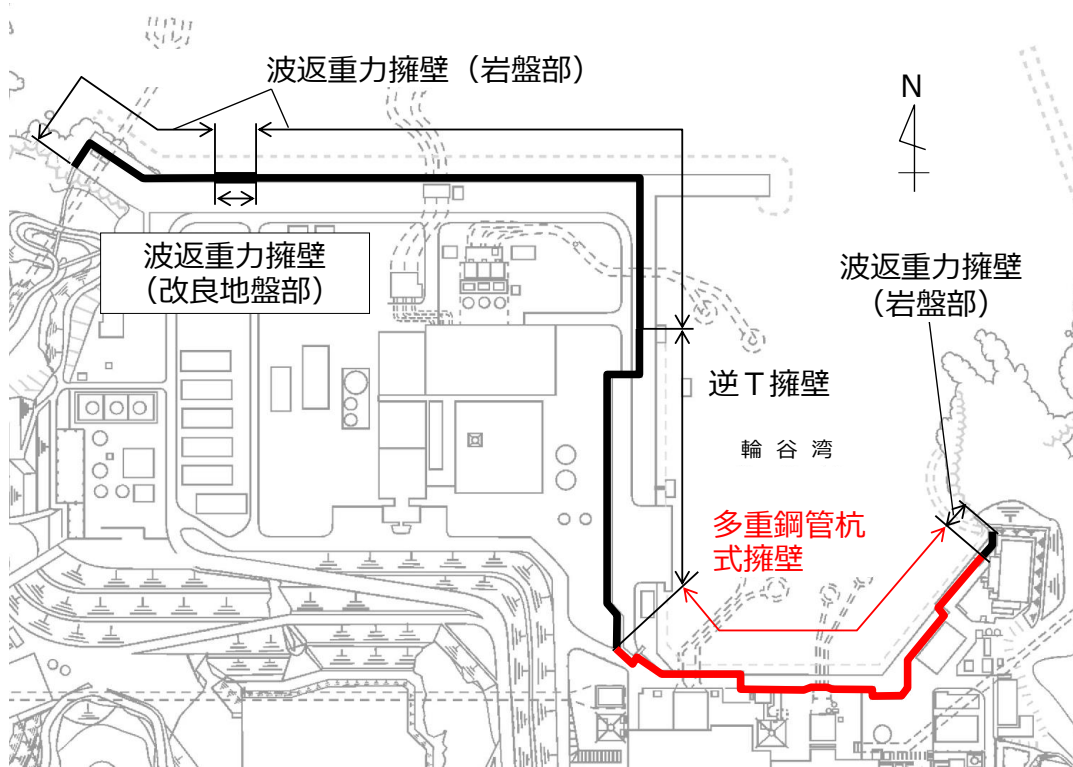 波返重力擁壁（岩盤部）
N
波返重力擁壁
（改良地盤部）
波返重力擁壁
（岩盤部）
逆Ｔ擁壁
輪谷湾
多重鋼管杭
式擁壁